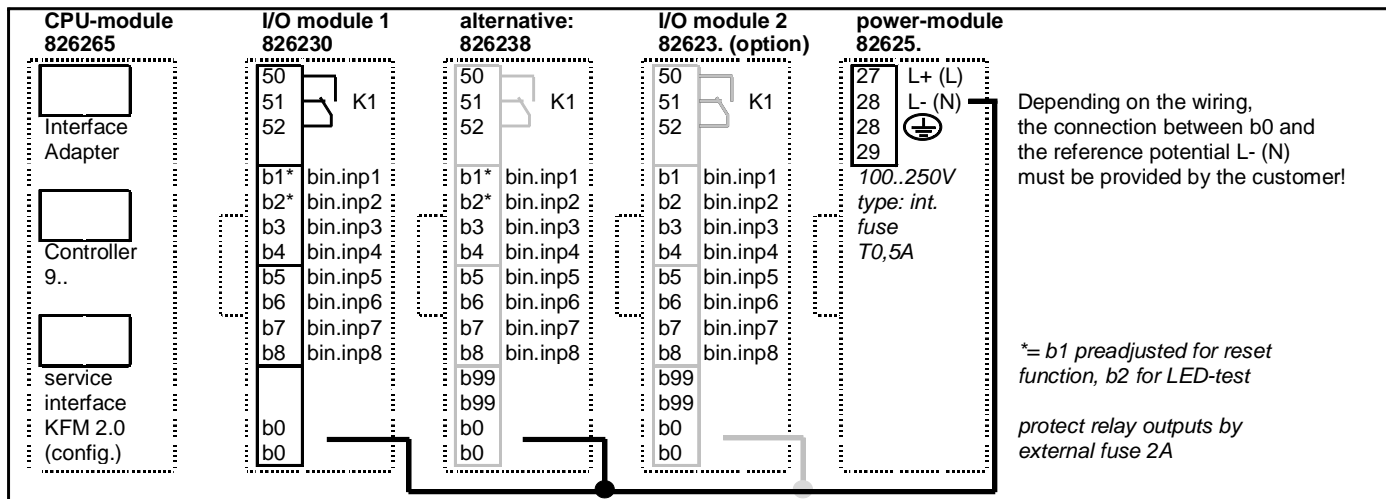 CPU-module
826265
Interface
Adapter
Controller
9..
service
interface
KFM 2.0
(config.)
I/O module 1
826230
50
51 K1
52
b1* bin.inp1
b2* bin.inp2
b3 bin.inp3
b4 bin.inp4
b5 bin.inp5
b6 bin.inp6
b7 bin.inp7
b8 bin.inp8
b0
b0
alternative:
826238
50
51 K1
52
b1* bin.inp1
b2* bin.inp2
b3 bin.inp3
b4 bin.inp4
b5 bin.inp5
b6 bin.inp6
b7 bin.inp7
b8 bin.inp8
b99
b99
b0
b0
I/O module 2
82623. (option)
50
51 K1
52
b1 bin.inp1
b2 bin.inp2
b3 bin.inp3
b4 bin.inp4
b5 bin.inp5
b6 bin.inp6
b7 bin.inp7
b8 bin.inp8
b99
b99
b0
b0
power-module
82625.
27 L+ (L)
28 L- (N)
28
29
100..250V
type: int.
fuse
T0,5A
Depending on the wiring,
the connection between b0 and
the reference potential L- (N)
must be provided by the customer!
*= b1 preadjusted for reset
function, b2 for LED-test
protect relay outputs by
external fuse 2A